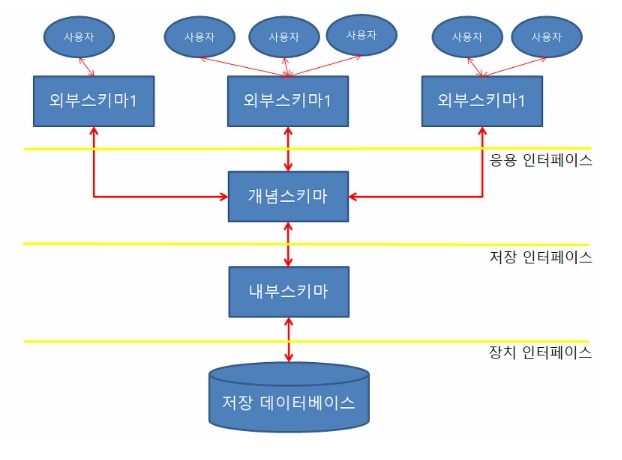 사용자
사용자
사용자
사용자
사용자
사용자
외부스키마1
외부스키마1
외부스키마1
응용 인터페이스
개념스키마
저장 인터페이스
내부스키마
장치 인터페이스
저장 데이터베이스